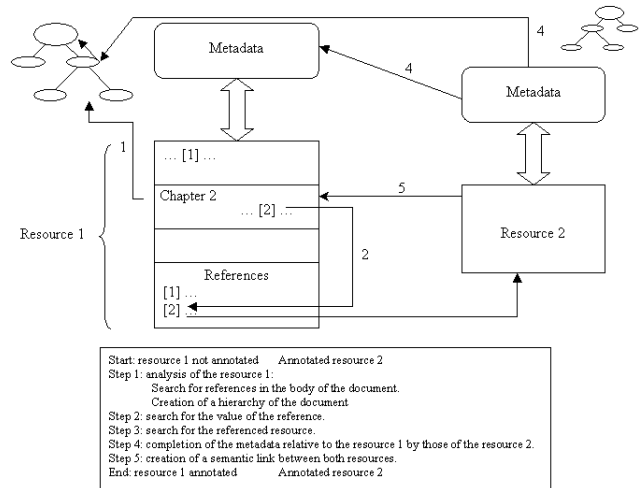 4
Metadata
4
Metadata
1
... [1] ...
Chapter 2
... [2] ...
5
Resource 1
2
Resource 2
References
[1] ...
[2] ...
Start: resource 1 not annotated Annotated resource 2
Step 1: analysis of the resource 1:
Search for references in the body of the document.
Creation of a hierarchy of the document
Step 2: search for the value of the reference.
Step 3: search for the referenced resource.
Step 4: completion of the metadata relative to the resource 1 by those of the resource 2.
Step 5: creation of a semantic link between both resources.
End: resource 1 annotated Annotated resource 2